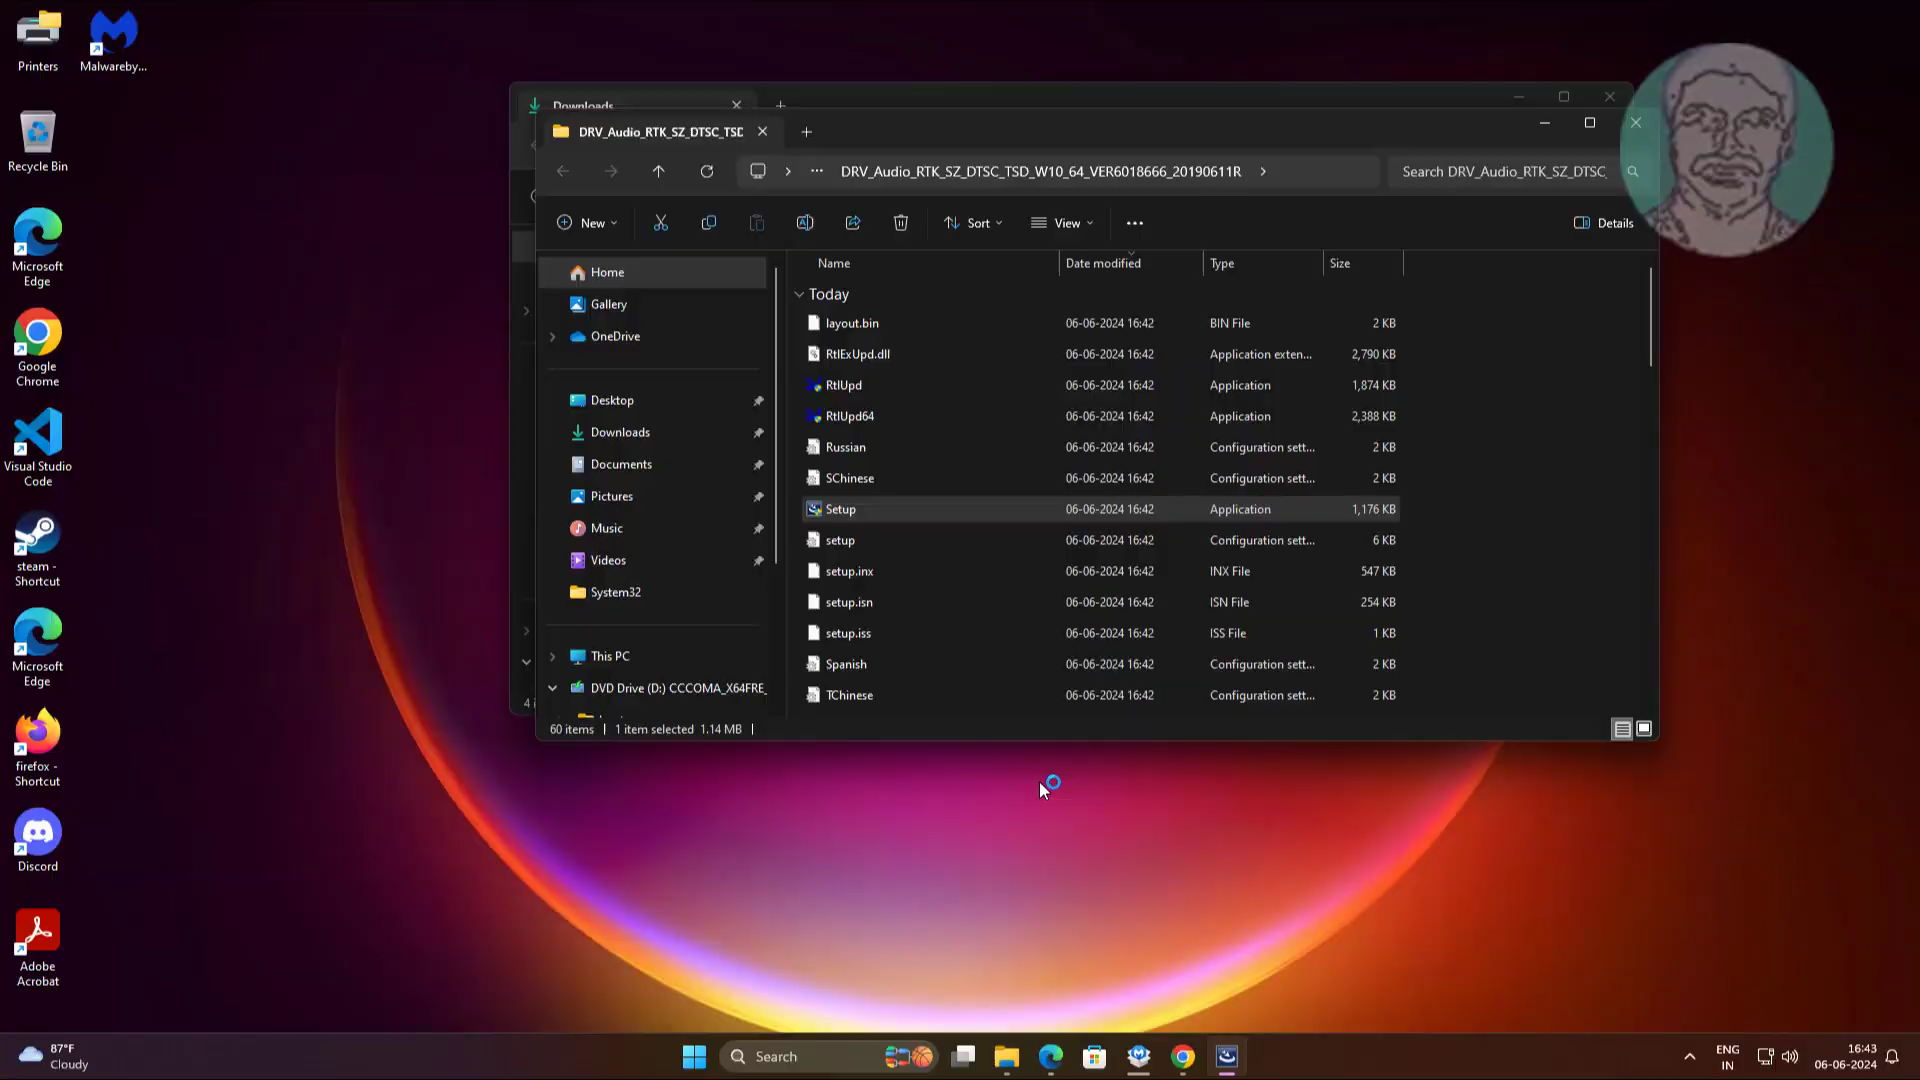 Printers
Malwareby...
Recycle Bin
Microsoft
Edge
Google
Chrome
Visual Studio
Code
steam -
Shortcut
Microsoft
Edge
firefox -
Shortcut
Discord
Adobe
Acrobat
Downloads
DRV_Audio_RTK_SZ_DTSC_TSD
DRV_Audio_RTK_SZ_DTSC_TSD_W10_64_VER6018666_20190611R
Search DRV_Audio_RTK_SZ_DTSC_
New
Sort
View
Details
Home
Gallery
OneDrive
Desktop
Downloads
Documents
Pictures
Music
Videos
System32
This PC
DVD Drive (D:) CCCOMA_X64FRE_
Name Date modified Type Size
Today
layout.bin 06-06-2024 16:42 BIN File 2 KB
RtlExUpd.dll 06-06-2024 16:42 Application exten... 2,790 KB
RtlUpd 06-06-2024 16:42 Application 1,874 KB
RtlUpd64 06-06-2024 16:42 Application 2,388 KB
Russian 06-06-2024 16:42 Configuration sett... 2 KB
SChinese 06-06-2024 16:42 Configuration sett... 2 KB
Setup 06-06-2024 16:42 Application 1,176 KB
setup 06-06-2024 16:42 Configuration sett... 6 KB
setup.inx 06-06-2024 16:42 INX File 547 KB
setup.isn 06-06-2024 16:42 ISN File 254 KB
setup.iss 06-06-2024 16:42 ISS File 1 KB
Spanish 06-06-2024 16:42 Configuration sett... 2 KB
TChinese 06-06-2024 16:42 Configuration sett... 2 KB
60 items 1 item selected 1.14 MB
87°F
Cloudy
Search
ENG
IN
16:43
06-06-2024